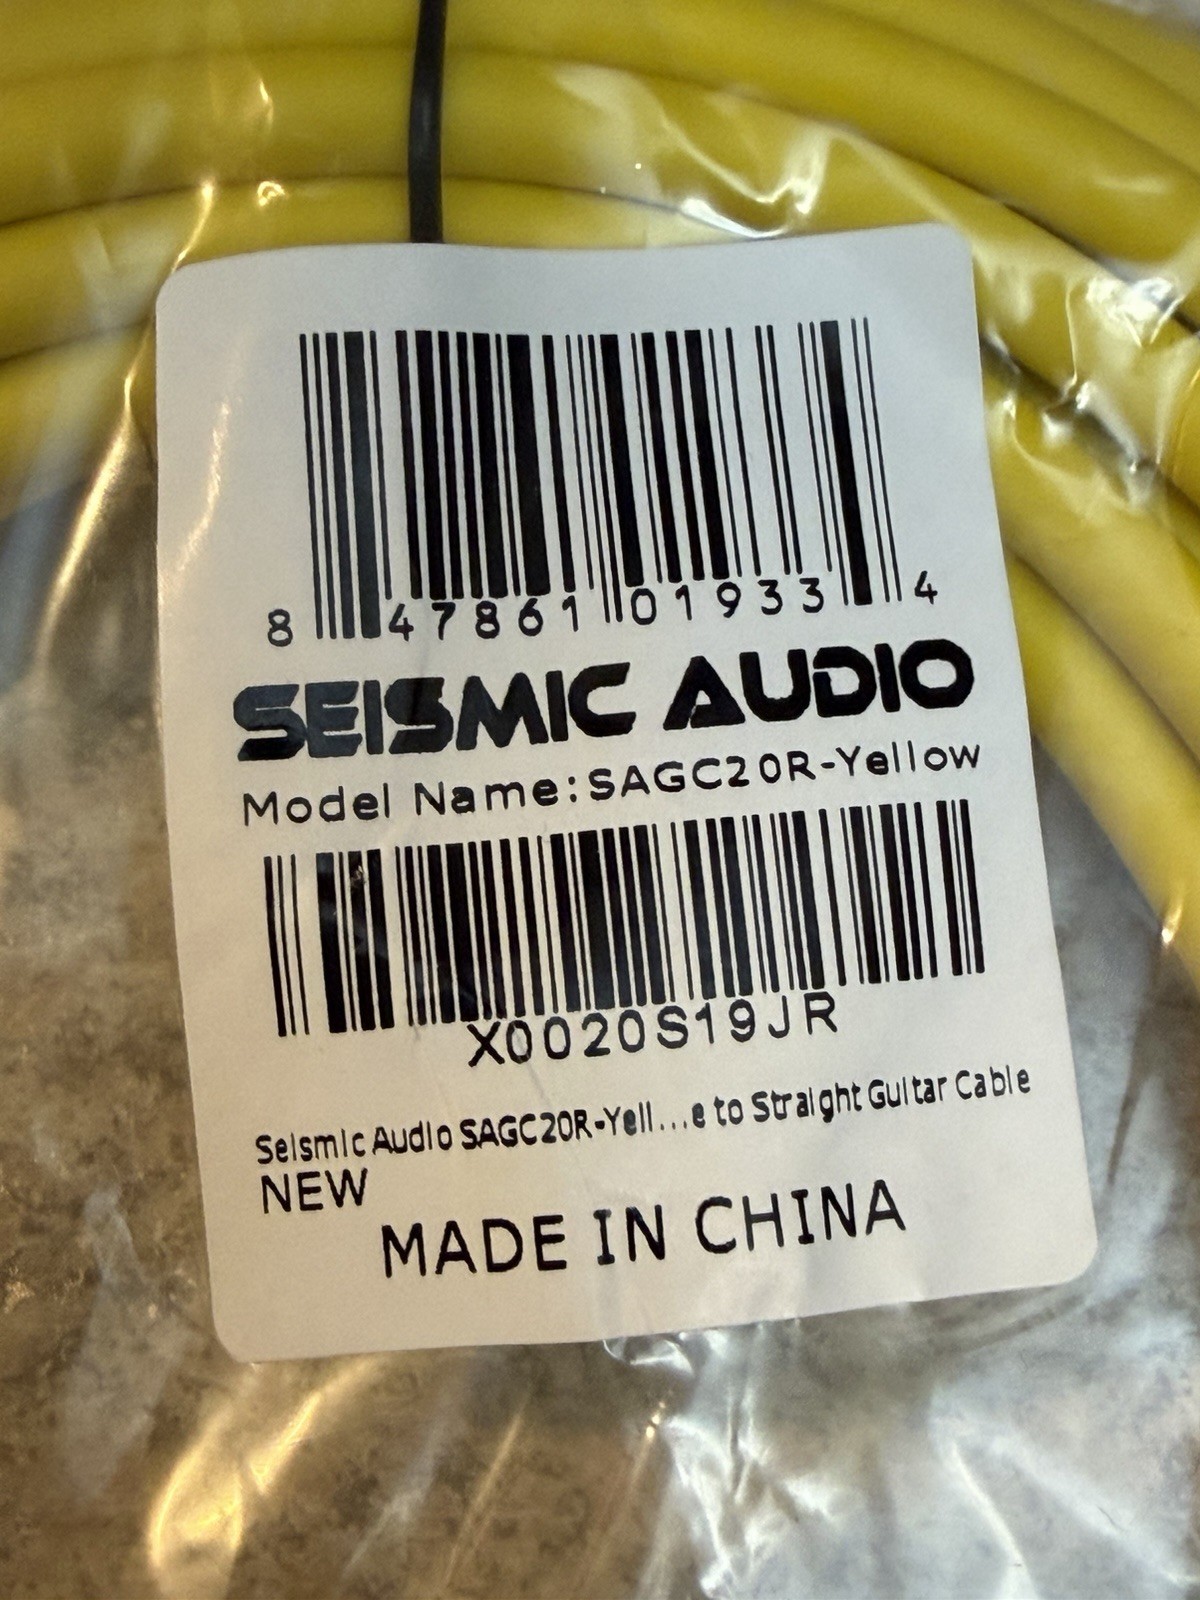 8 47861 01933 4
SEISMIC AUDIO
Model Name:SAGC20R-Yellow
X0020S19JR
Seismic Audio SAGC20R-Yell...e to Straight Guitar Cable
NEW
MADE IN CHINA